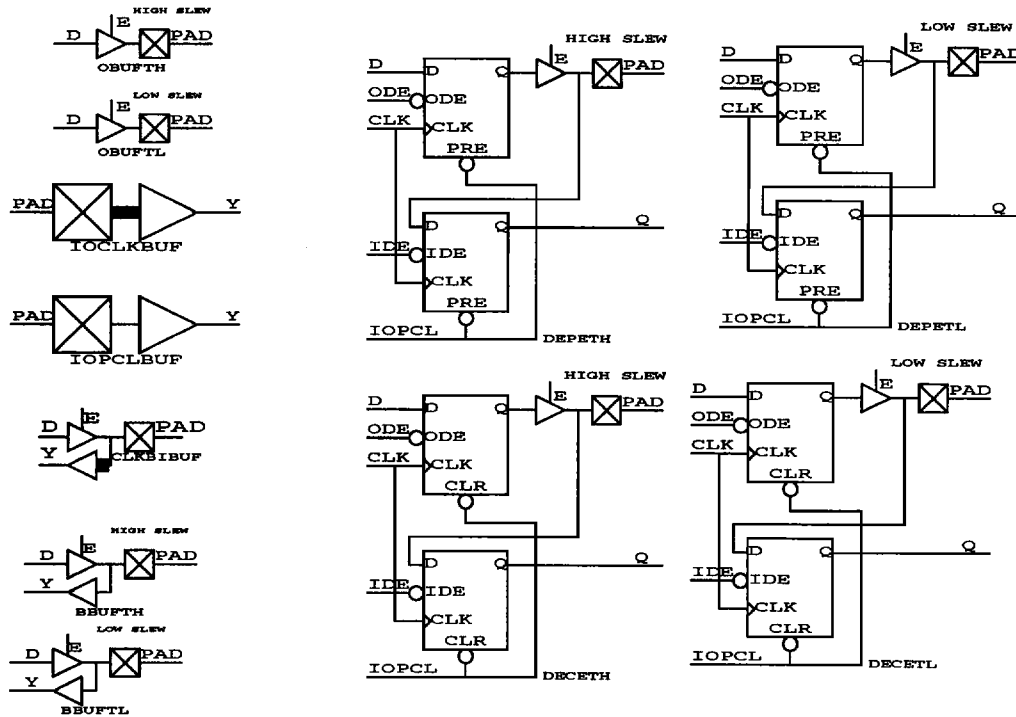 HIGH SLEW
E
D PAD
OBUFTH
LOW SLEW
E
D PAD
OBUFTL
PAD Y
IOCLKBUF
PAD Y
IOPCLBUF
E
D PAD
Y CLKBIBUF
HIGH SLEW
E
D PAD
Y
BBUFTH
LOW SLEW
E
D PAD
Y
BBUFTL
HIGH SLEW
E
D D Q PAD
ODE ODE
CLK CLK
PRE
D Q Q
IDE IDE
CLK
PRE
IOPCL DEPETH
LOW SLEW
E
D D Q PAD
ODE ODE
CLK CLK
PRE
D Q Q
IDE IDE
CLK
PRE
IOPCL DEPETL
HIGH SLEW
E
D D Q PAD
ODE ODE
CLK CLK
CLR
D Q Q
IDE IDE
CLK
CLR
IOPCL DECETH
LOW SLEW
E
D D Q PAD
ODE ODE
CLK CLK
CLR
D Q Q
IDE IDE
CLK
CLR
IOPCL DECETL